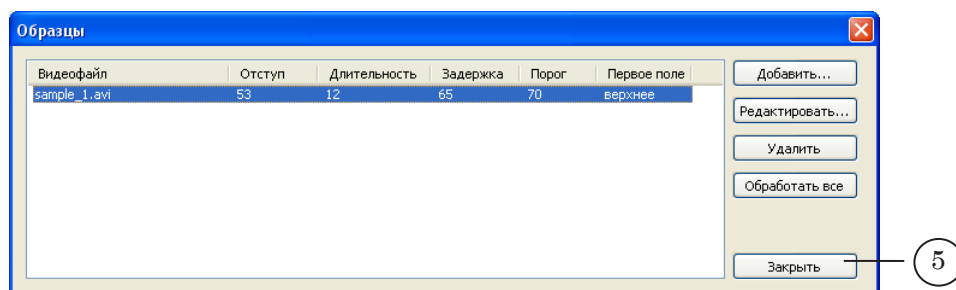 Образцы
Видеофайл Отступ Длительность Задержка Порог Первое поле
sample_1.avi 53 12 65 70 верхнее
Добавить...
Редактировать...
Удалить
Обработать все
Закрыть
5